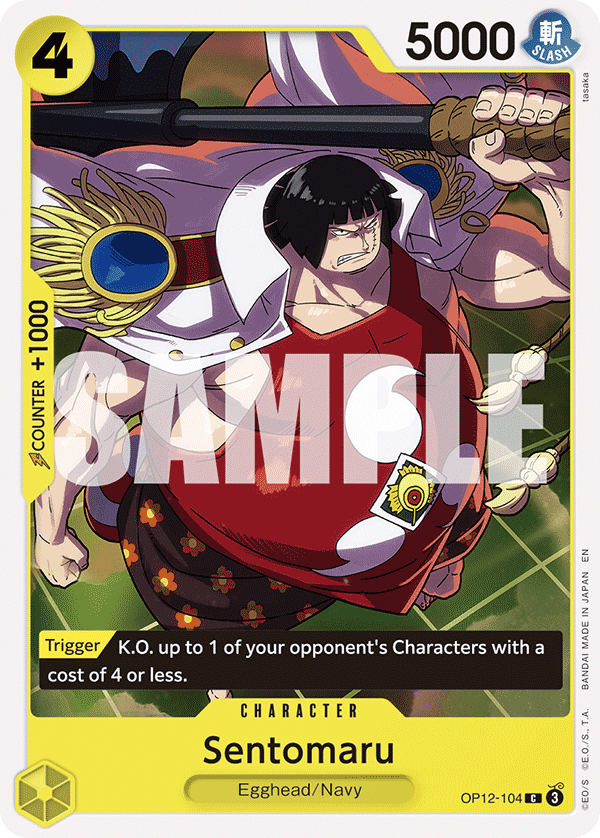 4
5000
斬
SLASH
tasaka
COUNTER +1000
SAMPLE
Trigger K.O. up to 1 of your opponent's Characters with a
cost of 4 or less.
CHARACTER
Sentomaru
Egghead/Navy
OP12-104 C 3
©EO/S ©E.O./S., T.A. BANDAI MADE IN JAPAN EN